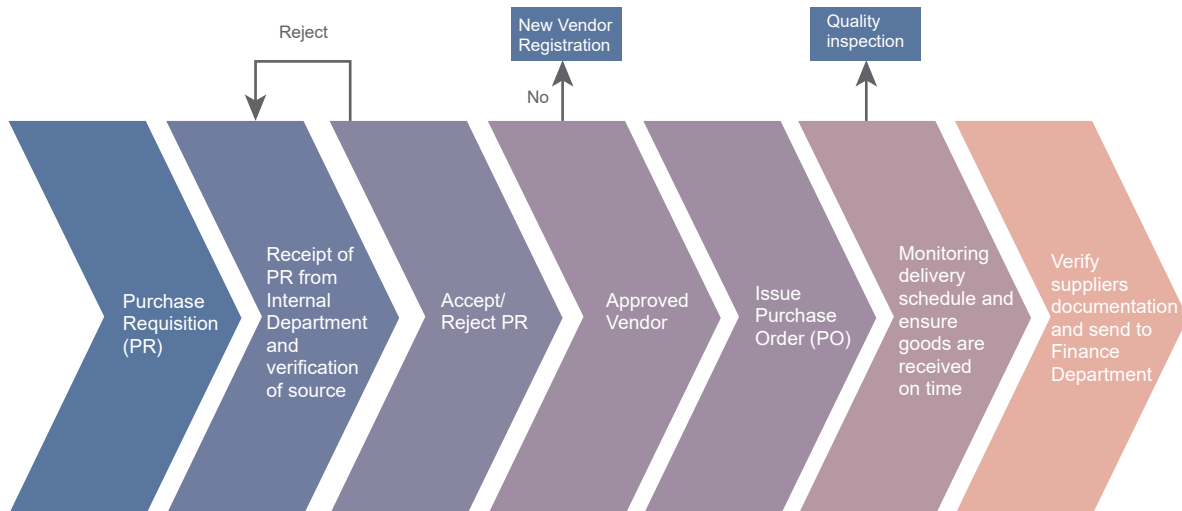 Reject
New Vendor
Registration
No
Quality
inspection
Purchase
Requisition
(PR)
Receipt of
PR from
Internal
Department
and
verification
of source
Accept/
Reject PR
Approved
Vendor
Issue
Purchase
Order (PO)
Monitoring
delivery
schedule and
ensure
goods are
received
on time
Verify
suppliers
documentation
and send to
Finance
Department